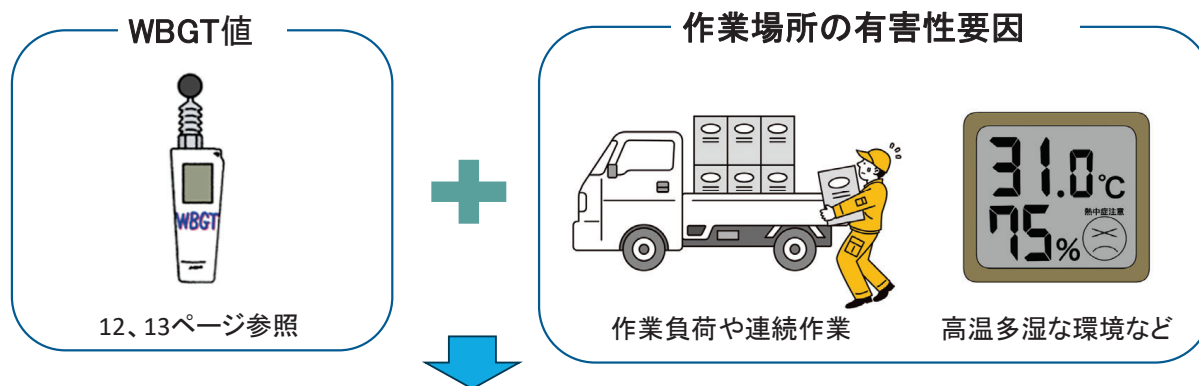 WBGT値
作業場所の有害性要因
WBGT
31.0℃
熱中症注意
75%
12、13ページ参照
作業負荷や連続作業
高温多湿な環境など